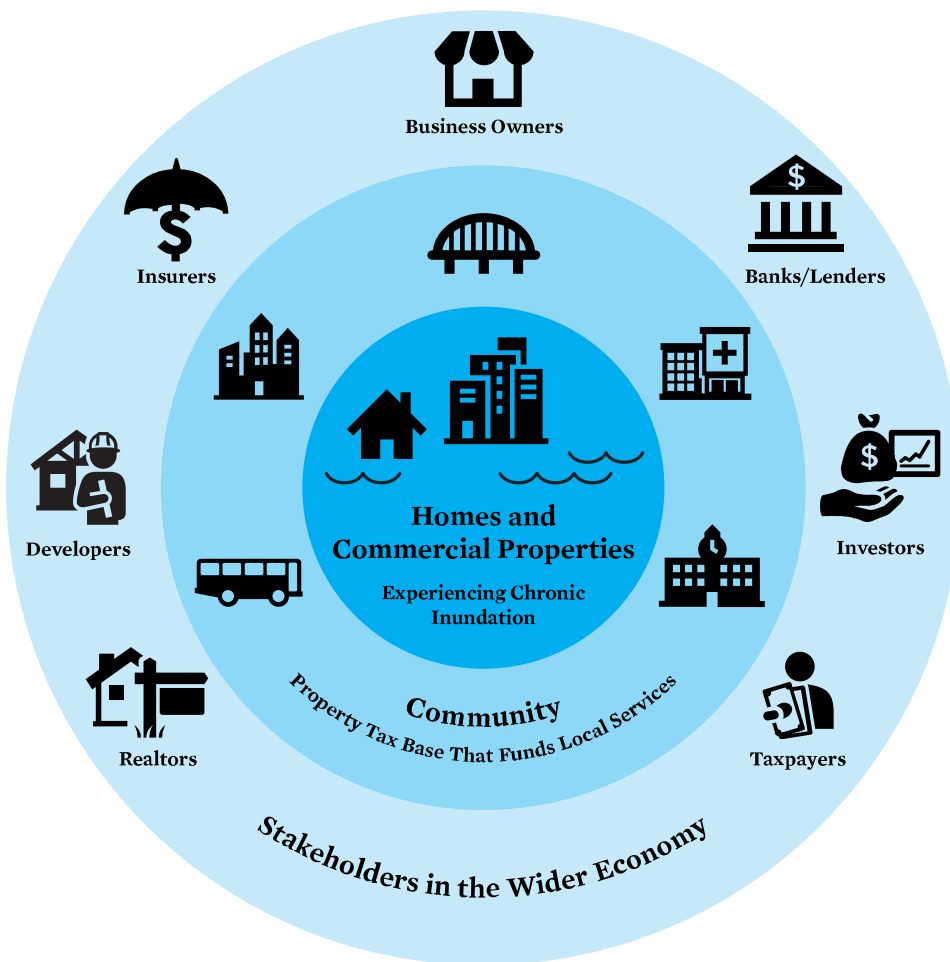 Business Owners
Insurers
Banks/Lenders
$
$
Developers
$
Investors
Homes and
Commercial Properties
Experiencing Chronic
Inundation
Community
Property Tax Base That Funds Local Services
Realtors
Taxpayers
Stakeholders in the Wider Economy